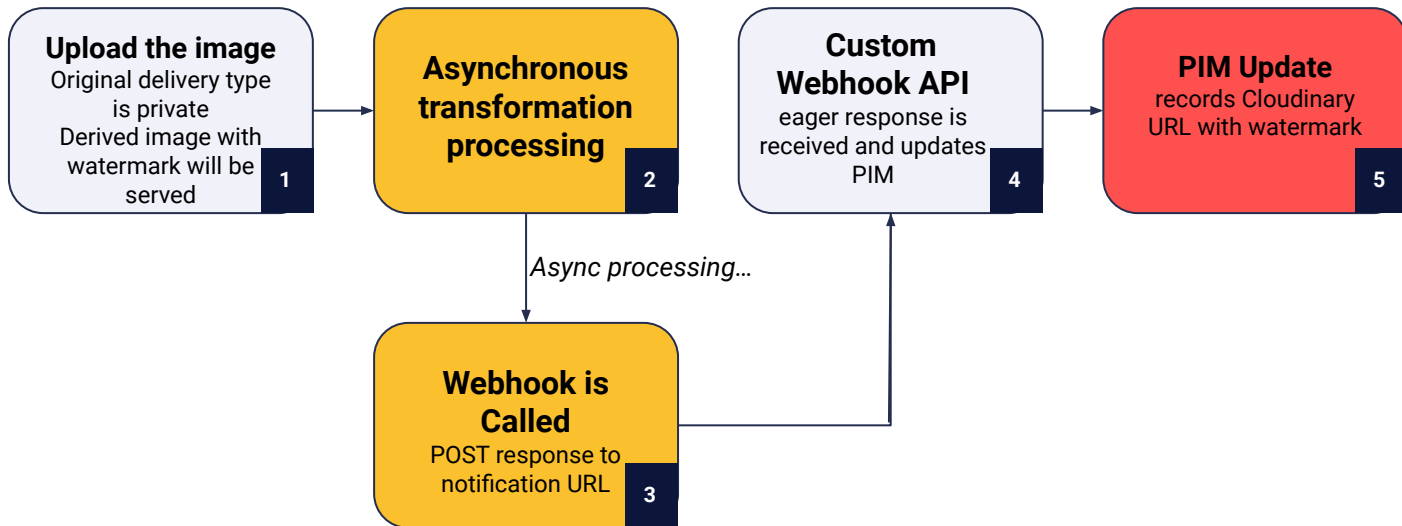 Upload the image
Original delivery type
is private
Derived image with
watermark will be
served
1
Asynchronous
transformation
processing
2
Async processing…
Webhook is
Called
POST response to
notification URL
3
Custom
Webhook API
eager response is
received and updates
PIM
4
PIM Update
records Cloudinary
URL with watermark
5